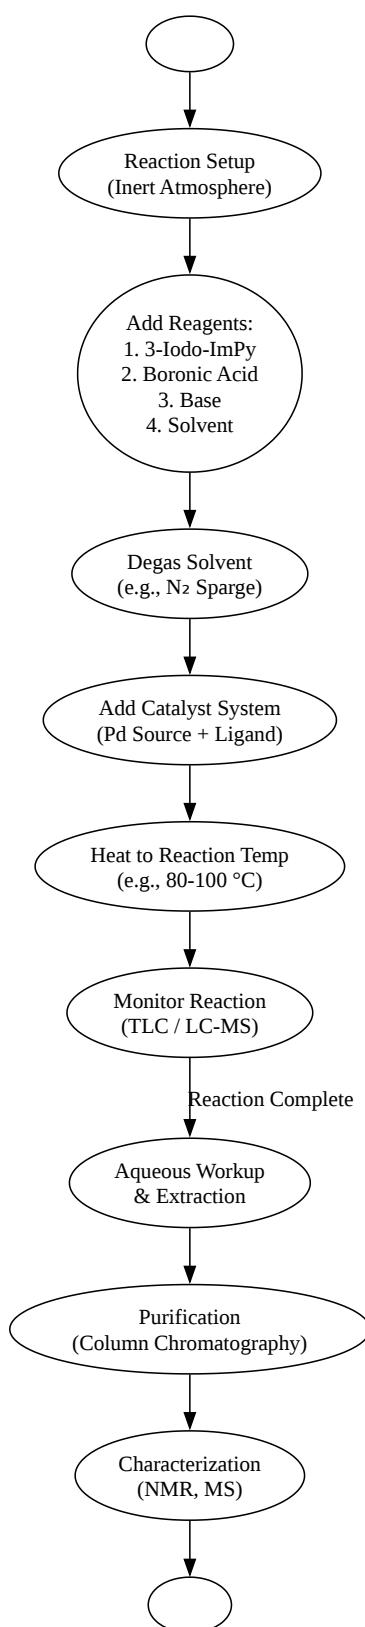 Reaction Setup
(Inert Atmosphere)
Add Reagents:
1. 3-Iodo-ImPy
2. Boronic Acid
3. Base
4. Solvent
Degas Solvent
(e.g., N₂ Sparge)
Add Catalyst System
(Pd Source + Ligand)
Heat to Reaction Temp
(e.g., 80-100 °C)
Monitor Reaction
(TLC / LC-MS)
Reaction Complete
Aqueous Workup
& Extraction
Purification
(Column Chromatography)
Characterization
(NMR, MS)